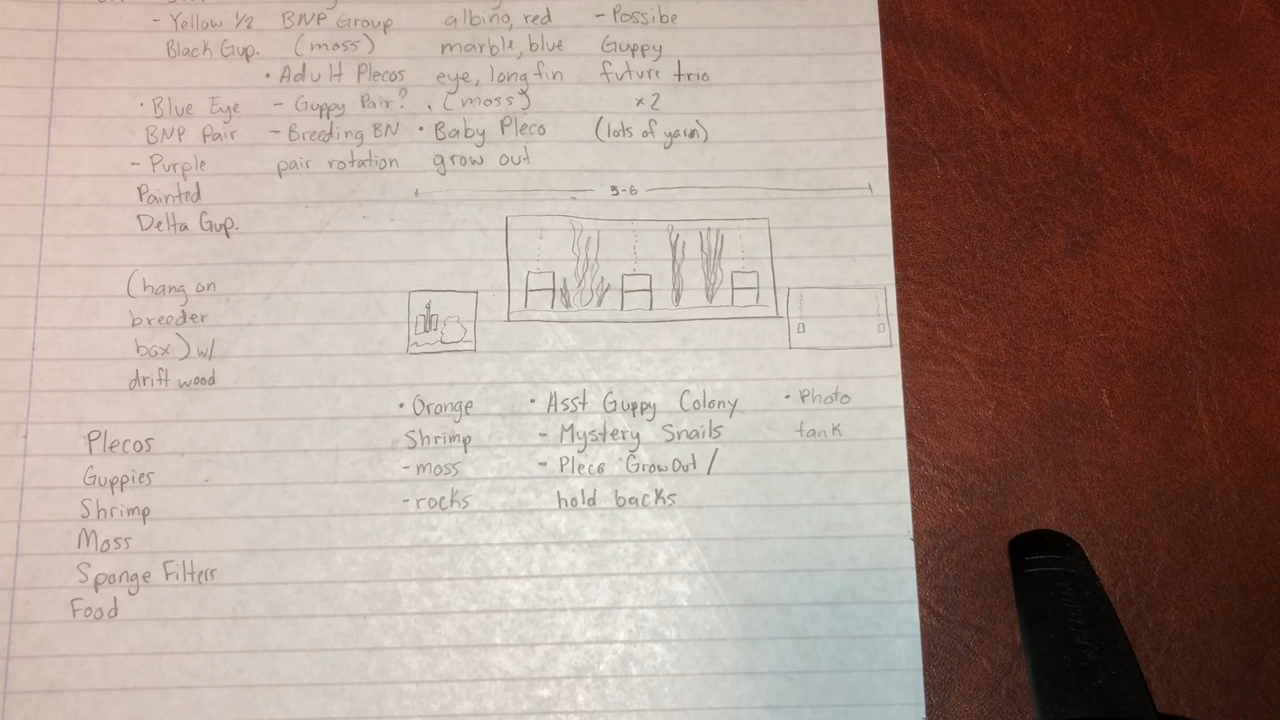 - Yellow 1/2
Black Gup.
• Blue Eye
BNP Pair
- Purple
Painted
Delta Gup.
(hang on
breeder
box) w/
drift wood
BNP Group
(moss)
• Adult Plecos
- Guppy Pair?
- Breeding BN
pair rotation
albino, red
marble, blue
eye, long fin
(moss)
• Baby Pleco
grow out
- Possibe
Guppy
future trio
x2
(lots of yarn)
5-6
• Orange
Shrimp
- moss
- rocks
• Asst Guppy Colony
- Mystery Snails
- Pleco Grow Out /
hold backs
• Photo
tank
Plecos
Guppies
Shrimp
Moss
Sponge Filters
Food